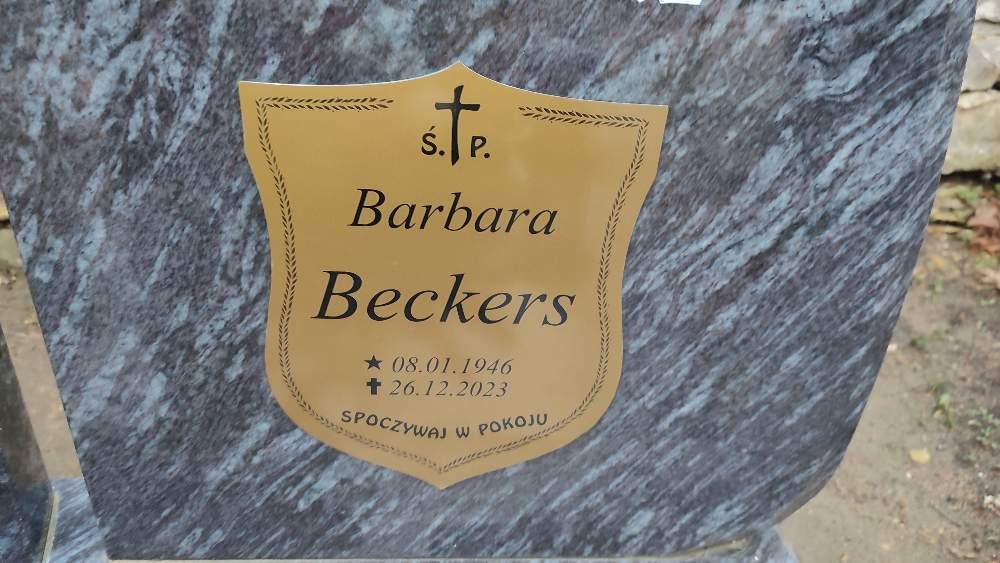 Ś. P.
Barbara
Beckers
★ 08.01.1946
✝ 26.12.2023
SPOCZYWAJ W POKOJU